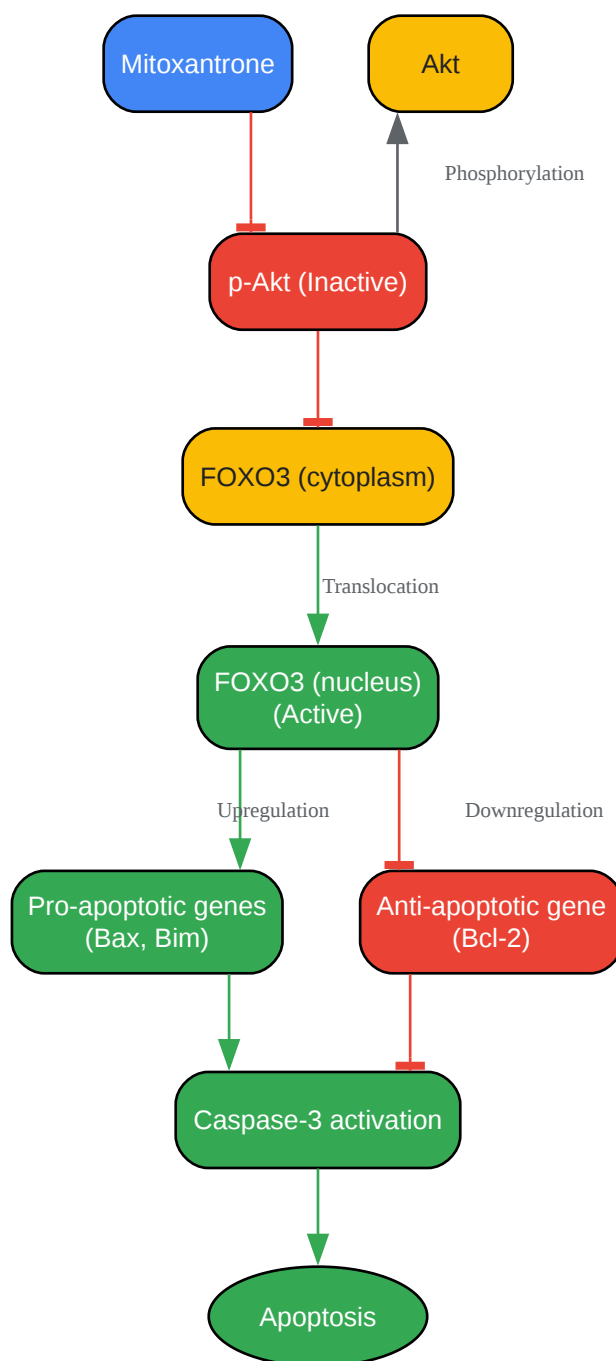 Mitoxantrone
Akt
Phosphorylation
p-Akt (Inactive)
FOXO3 (cytoplasm)
Translocation
FOXO3 (nucleus)
(Active)
Upregulation
Downregulation
Pro-apoptotic genes
(Bax, Bim)
Anti-apoptotic gene
(Bcl-2)
Caspase-3 activation
Apoptosis